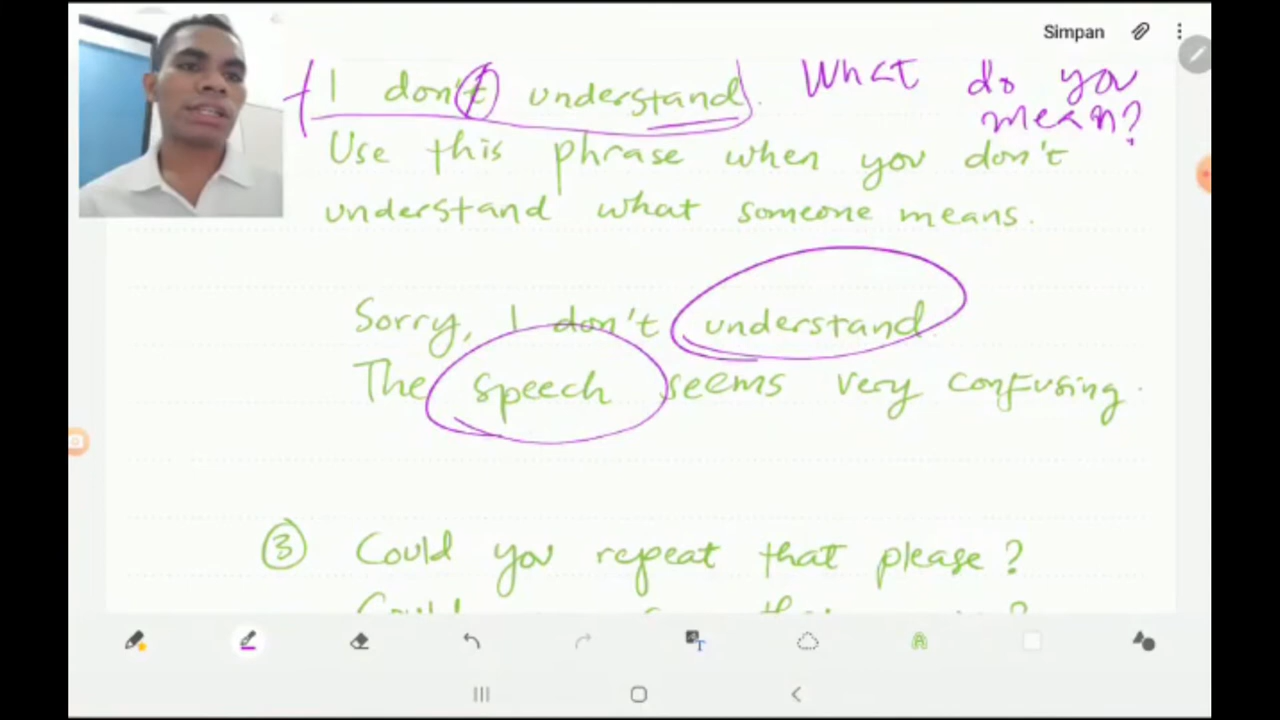 Simpan
I don't understand. What do you
mean?
Use this phrase when you don't
understand what someone means.
Sorry, I don't understand.
The speech seems very confusing.
3 Could you repeat that please?
Could